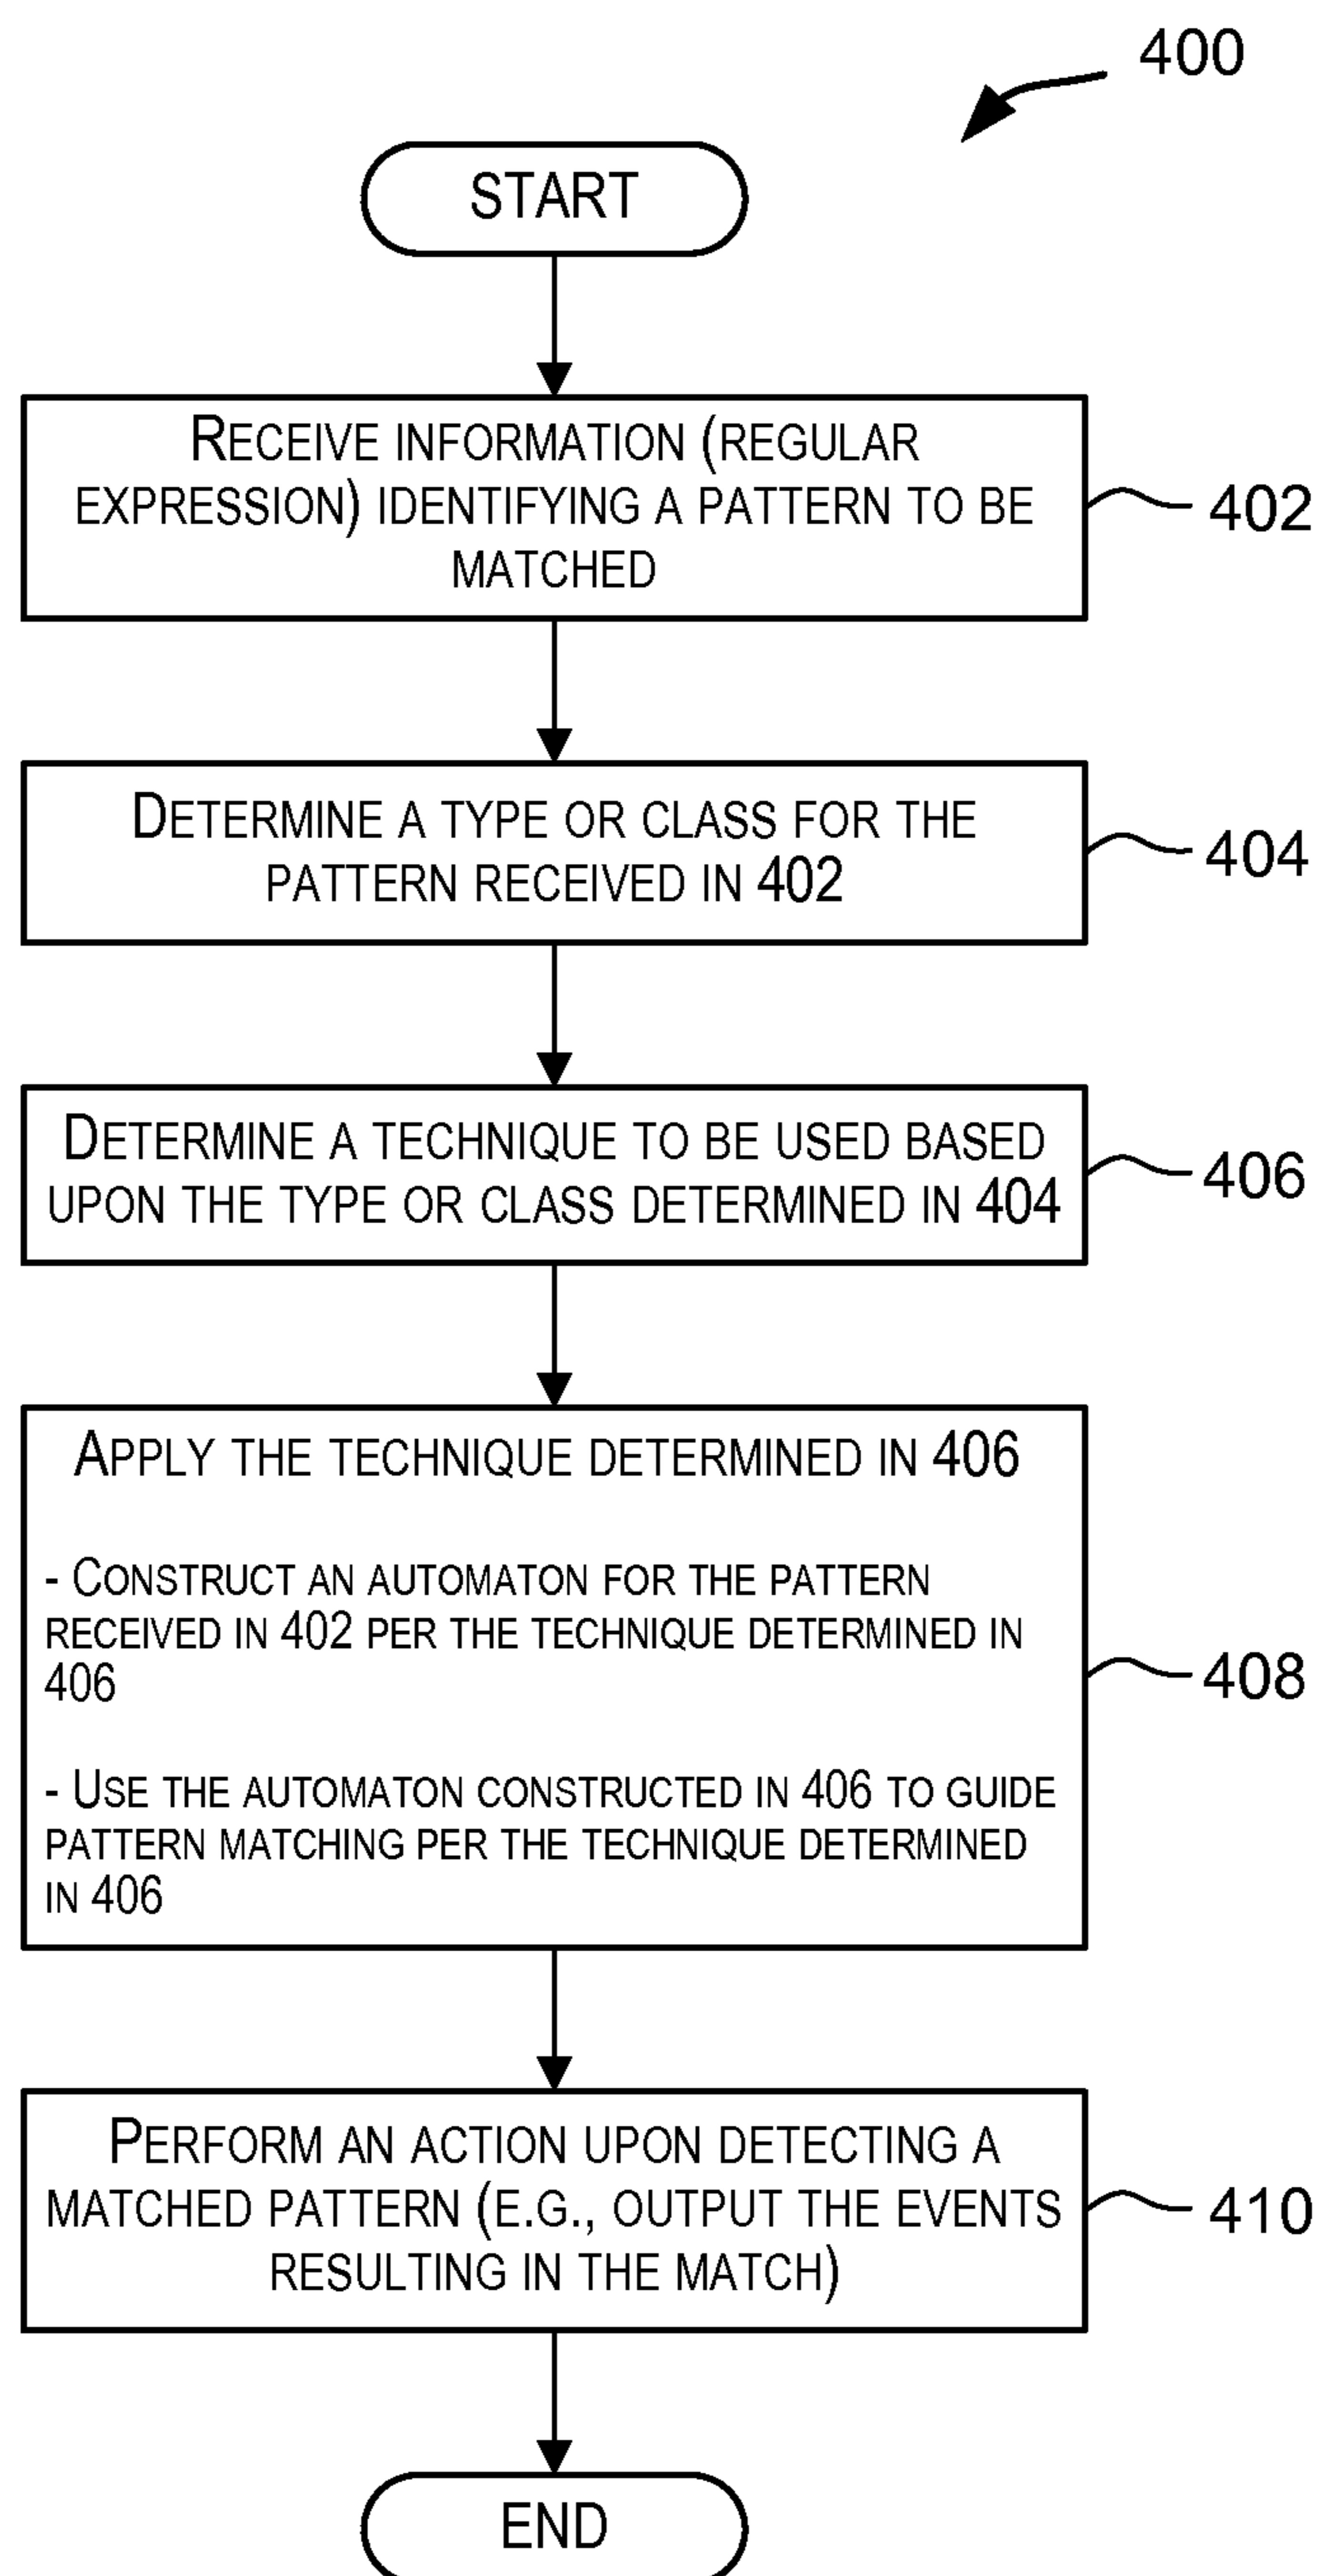 400
START
RECEIVE INFORMATION (REGULAR
EXPRESSION) IDENTIFYING A PATTERN TO BE
MATCHED
402
DETERMINE A TYPE OR CLASS FOR THE
PATTERN RECEIVED IN 402
404
DETERMINE A TECHNIQUE TO BE USED BASED
UPON THE TYPE OR CLASS DETERMINED IN 404
406
APPLY THE TECHNIQUE DETERMINED IN 406
- CONSTRUCT AN AUTOMATON FOR THE PATTERN
RECEIVED IN 402 PER THE TECHNIQUE DETERMINED IN
406
- USE THE AUTOMATON CONSTRUCTED IN 406 TO GUIDE
PATTERN MATCHING PER THE TECHNIQUE DETERMINED
IN 406
408
PERFORM AN ACTION UPON DETECTING A
MATCHED PATTERN (E.G., OUTPUT THE EVENTS
RESULTING IN THE MATCH)
410
END